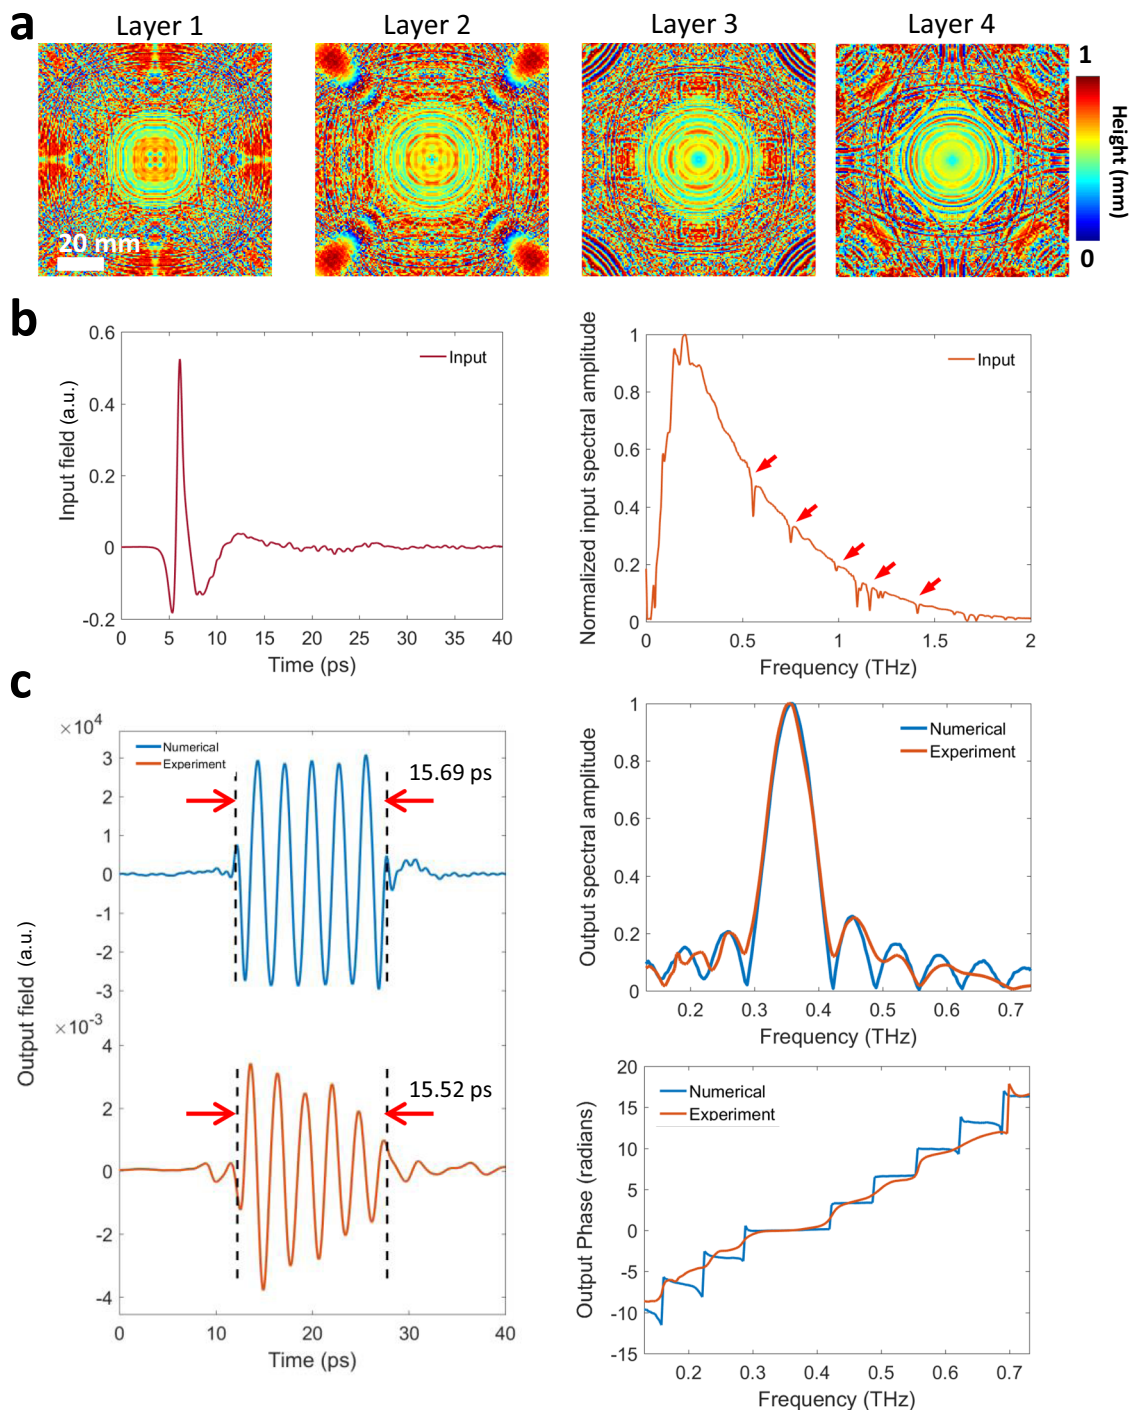 a
Layer 1
Layer 2
Layer 3
Layer 4
20 mm
1
0
Height (mm)
b
Input field (a.u.)
0.6
0.4
0.2
0
-0.2
Input
0 5 10 15 20 25 30 35 40
Time (ps)
Normalized input spectral amplitude
1
0.8
0.6
0.4
0.2
0
Input
0 0.5 1 1.5 2
Frequency (THz)
c
Output field (a.u.)
×10⁴
3
2
1
0
-1
-2
-3
Numerical
Experiment
15.69 ps
×10⁻³
4
2
0
-2
-4
15.52 ps
0 10 20 30 40
Time (ps)
Output spectral amplitude
1
0.8
0.6
0.4
0.2
0
Numerical
Experiment
0.2 0.3 0.4 0.5 0.6 0.7
Frequency (THz)
Output Phase (radians)
20
15
10
5
0
-5
-10
-15
Numerical
Experiment
0.2 0.3 0.4 0.5 0.6 0.7
Frequency (THz)